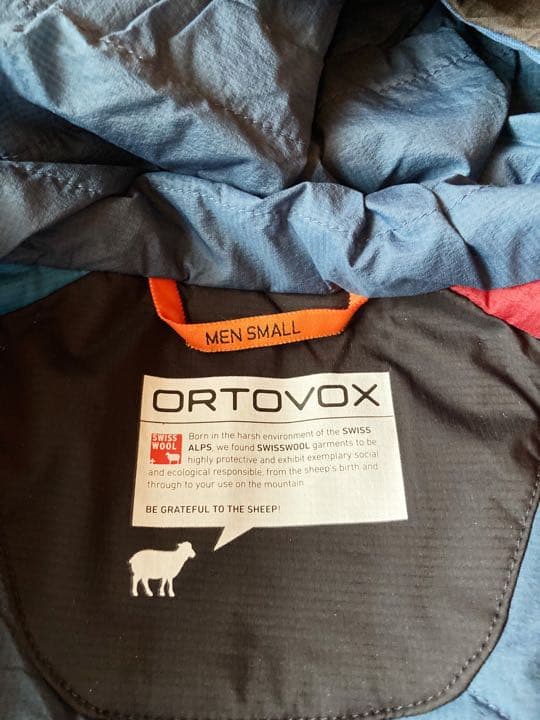 MEN SMALL
ORTOVOX
SWISS
WOOL
Born in the harsh environment of the SWISS
ALPS, we found SWISSWOOL garments to be
highly protective and exhibit exemplary social
and ecological responsible, from the sheep's birth and
through to your use on the mountain.
BE GRATEFUL TO THE SHEEP!